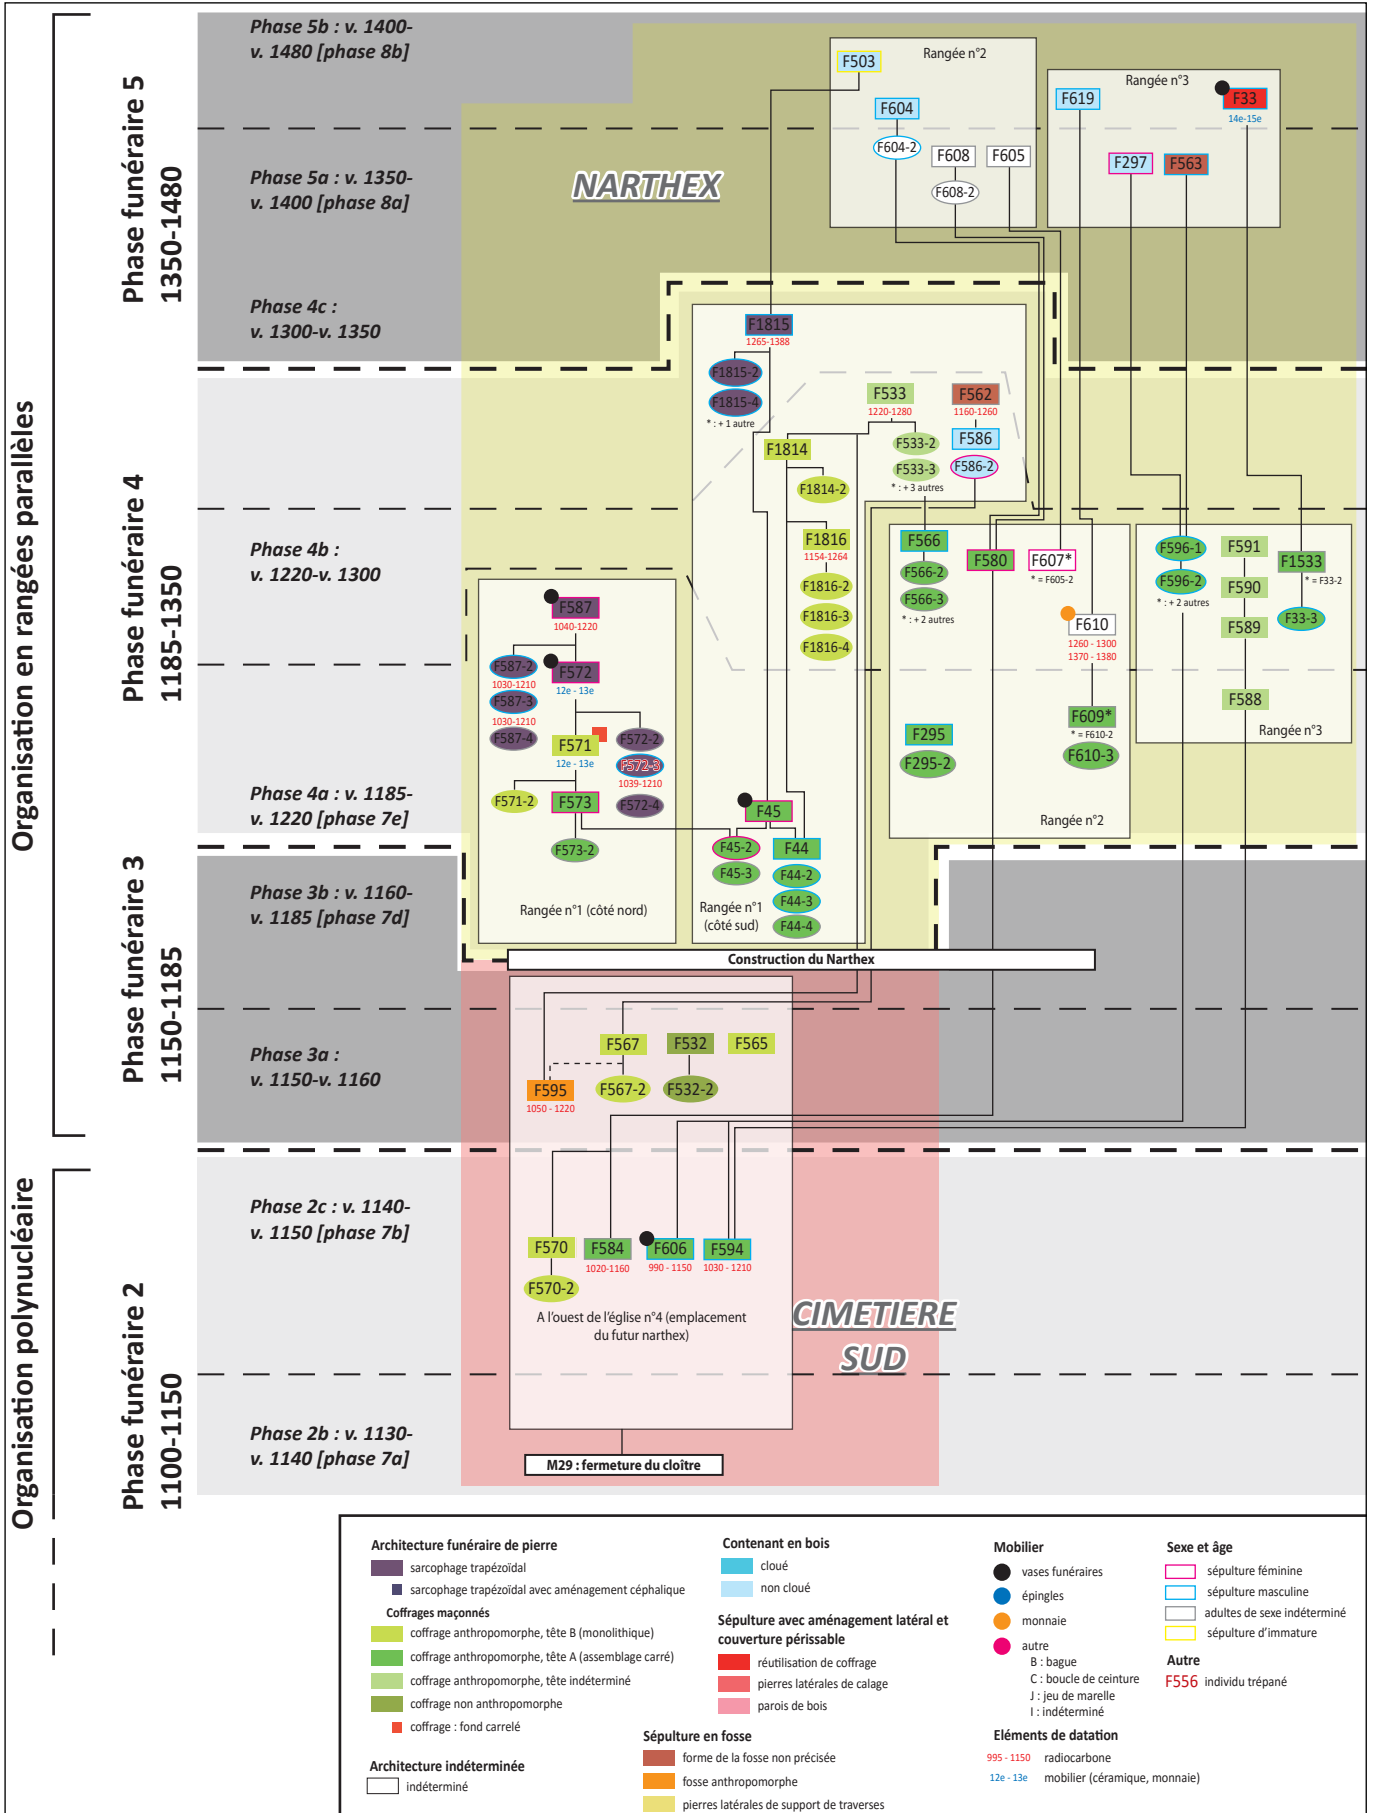 Organisation en rangées parallèles
Organisation polynucléaire
Phase funéraire 5
1350-1480
Phase funéraire 4
1185-1350
Phase funéraire 3
1150-1185
Phase funéraire 2
1100-1150
Phase 5b : v. 1400-
v. 1480 [phase 8b]
Phase 5a : v. 1350-
v. 1400 [phase 8a]
Phase 4c :
v. 1300-v. 1350
Phase 4b :
v. 1220-v. 1300
Phase 4a : v. 1185-
v. 1220 [phase 7e]
Phase 3b : v. 1160-
v. 1185 [phase 7d]
Phase 3a :
v. 1150-v. 1160
Phase 2c : v. 1140-
v. 1150 [phase 7b]
Phase 2b : v. 1130-
v. 1140 [phase 7a]
NARTHEX
F503
Rangée n°2
F604
F604-2
F608
F605
F608-2
Rangée n°3
F619
F33
14e-15e
F297
F563
F1815
1265-1388
F1815-2
F1815-4
* : + 1 autre
F533
1220-1280
F562
1160-1260
F586
F586-2
F533-2
F533-3
* : + 3 autres
F1814
F1814-2
F1816
1154-1264
F1816-2
F1816-3
F1816-4
F566
F566-2
F566-3
* : + 2 autres
F580
F607*
* = F605-2
F610
1260 - 1300
1370 - 1380
F609*
* = F610-2
F610-3
F295
F295-2
Rangée n°2
F596-1
F596-2
* : + 2 autres
F591
F590
F589
F588
F1533
* = F33-2
F33-3
Rangée n°3
F587
1040-1220
F587-2
1030-1210
F587-3
1030-1210
F587-4
F572
12e - 13e
F571
12e - 13e
F572-2
F572-3
1039-1210
F572-4
F571-2
F573
F573-2
Rangée n°1 (côté nord)
F45
F45-2
F45-3
F44
F44-2
F44-3
F44-4
Rangée n°1
(côté sud)
Construction du Narthex
F567
F532
F565
F595
1050 - 1220
F567-2
F532-2
F570
F584
1020-1160
F606
990 - 1150
F594
1030 - 1210
F570-2
A l'ouest de l'église n°4 (emplacement
du futur narthex)
CIMETIERE
SUD
M29 : fermeture du cloître
Architecture funéraire de pierre
sarcophage trapézoïdal
sarcophage trapézoïdal avec aménagement céphalique
Coffrages maçonnés
coffrage anthropomorphe, tête B (monolithique)
coffrage anthropomorphe, tête A (assemblage carré)
coffrage anthropomorphe, tête indéterminé
coffrage non anthropomorphe
coffrage : fond carrelé
Architecture indéterminée
indéterminé
Contenant en bois
cloué
non cloué
Sépulture avec aménagement latéral et
couverture périssable
réutilisation de coffrage
pierres latérales de calage
parois de bois
Sépulture en fosse
forme de la fosse non précisée
fosse anthropomorphe
pierres latérales de support de traverses
Mobilier
vases funéraires
épingles
monnaie
autre
B : bague
C : boucle de ceinture
J : jeu de marelle
I : indéterminé
Eléments de datation
995 - 1150 radiocarbone
12e - 13e mobilier (céramique, monnaie)
Sexe et âge
sépulture féminine
sépulture masculine
adultes de sexe indéterminé
sépulture d'immature
Autre
F556 individu trépané